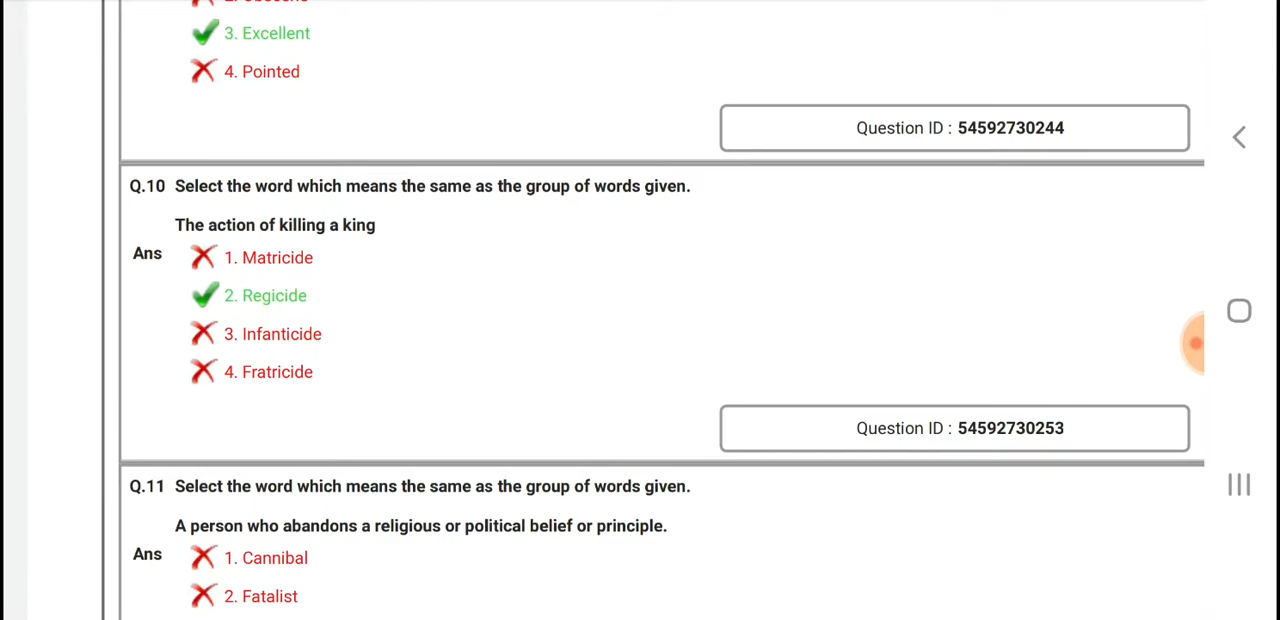 3. Excellent
4. Pointed
Question ID : 54592730244
Q.10 Select the word which means the same as the group of words given.
The action of killing a king
Ans 1. Matricide
2. Regicide
3. Infanticide
4. Fratricide
Question ID : 54592730253
Q.11 Select the word which means the same as the group of words given.
A person who abandons a religious or political belief or principle.
Ans 1. Cannibal
2. Fatalist